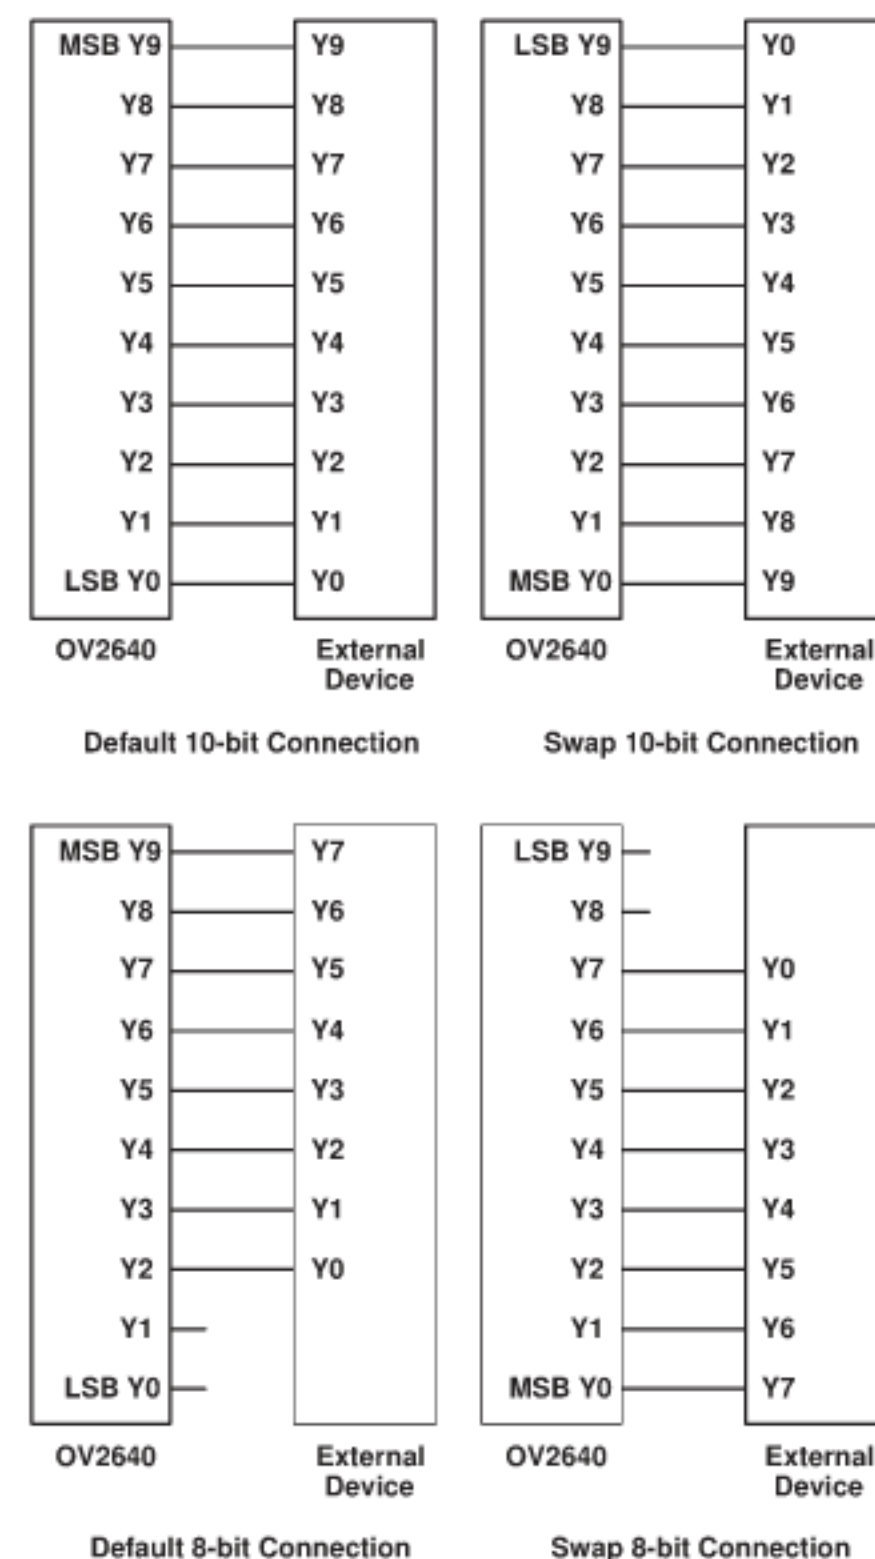 MSB Y9 Y9
Y8 Y8
Y7 Y7
Y6 Y6
Y5 Y5
Y4 Y4
Y3 Y3
Y2 Y2
Y1 Y1
LSB Y0 Y0
OV2640 External
Device
Default 10-bit Connection
LSB Y9 Y0
Y8 Y1
Y7 Y2
Y6 Y3
Y5 Y4
Y4 Y5
Y3 Y6
Y2 Y7
Y1 Y8
MSB Y0 Y9
OV2640 External
Device
Swap 10-bit Connection
MSB Y9 Y7
Y8 Y6
Y7 Y5
Y6 Y4
Y5 Y3
Y4 Y2
Y3 Y1
Y2 Y0
Y1
LSB Y0
OV2640 External
Device
Default 8-bit Connection
LSB Y9
Y8
Y7 Y0
Y6 Y1
Y5 Y2
Y4 Y3
Y3 Y4
Y2 Y5
Y1 Y6
MSB Y0 Y7
OV2640 External
Device
Swap 8-bit Connection